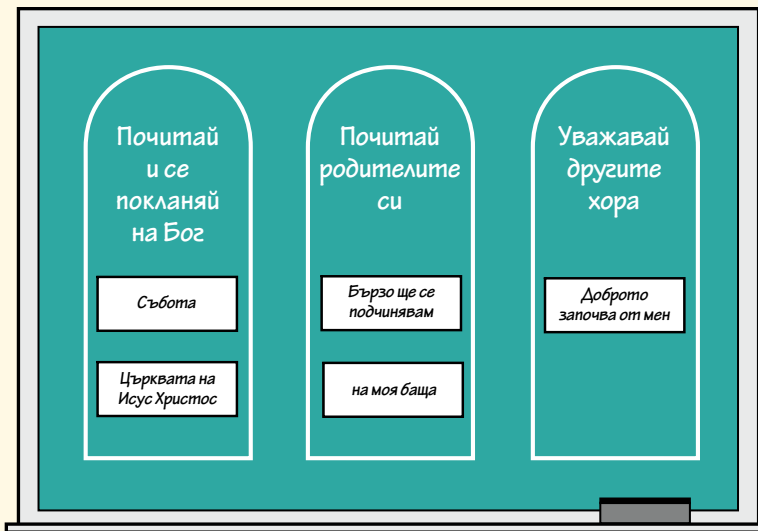 Почитай
и се
покланяй
на Бог
Събота
Църквата на
Исус Христос
Почитай
родителите
си
Бързо ще се
подчинявам
на моя баща
Уважавай
другите
хора
Доброто
започва от мен